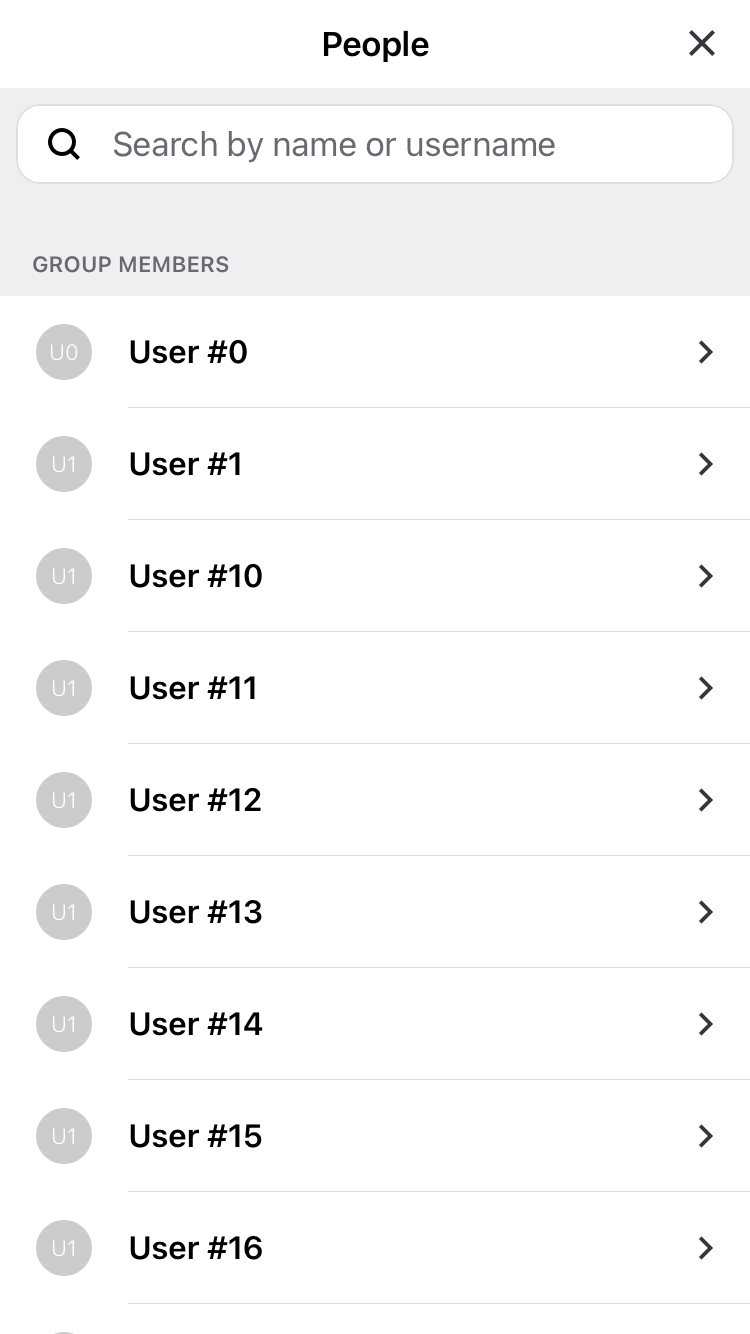 People
Search by name or username
GROUP MEMBERS
U0 User #0
U1 User #1
U1 User #10
U1 User #11
U1 User #12
U1 User #13
U1 User #14
U1 User #15
U1 User #16